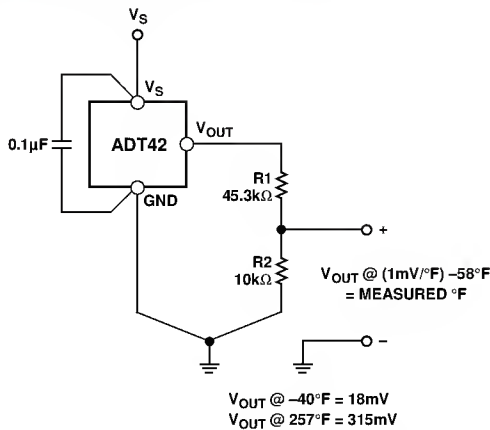 V_S
V_S
0.1µF
ADT42
V_OUT
GND
R1
45.3kΩ
+
R2
10kΩ
V_OUT @ (1mV/°F) –58°F
= MEASURED °F
–
V_OUT @ –40°F = 18mV
V_OUT @ 257°F = 315mV